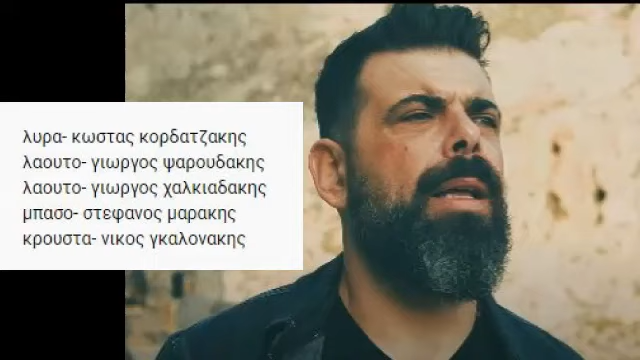 λυρα- κωστας κορδατζακης
λαουτο- γιωργος ψαρουδακης
λαουτο- γιωργος χαλκιαδακης
μπασο- στεφανος μαρακης
κρουστα- νικος γκαλονακης